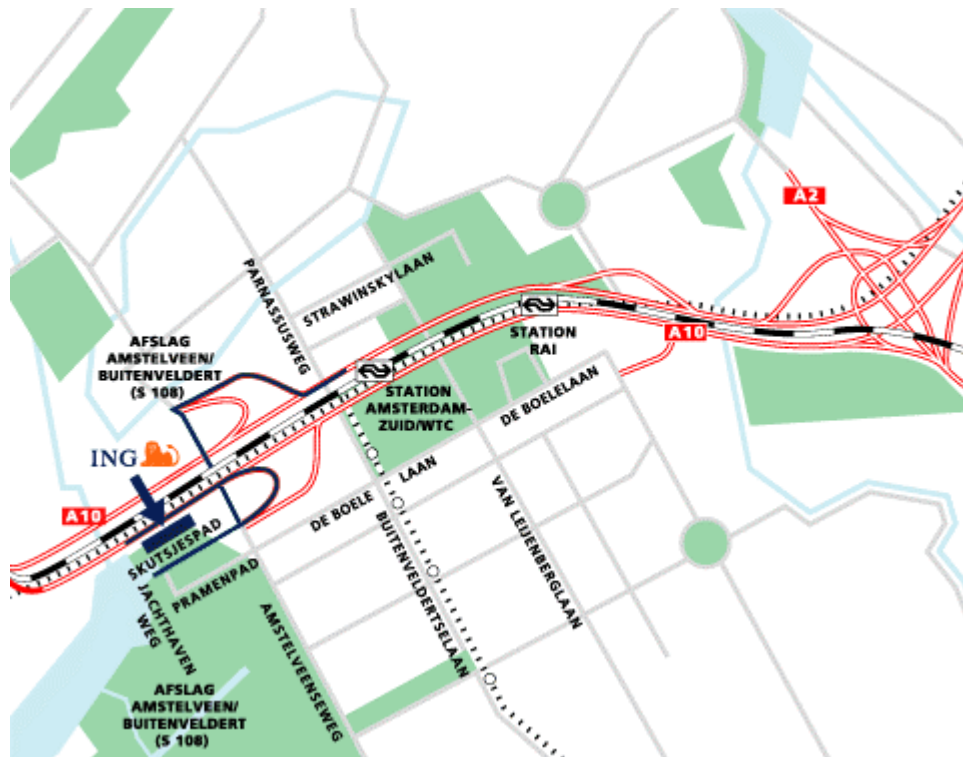 A2
STRAWINSKYLAAN
PARNASSUSWEG
A10
STATION
RAI
AFSLAG
AMSTELVEEN/
BUITENVELDERT
(S 108)
STATION
AMSTERDAM-
ZUID/WTC
DE BOELELAAN
ING
DE BOELE LAAN
A10
VAN LEIJENBERGLAAN
BUITENVELDERTSELAAN
SKUTSJESPAD
PRAMENPAD
JACHTHAVEN
WEG
AMSTELVEENSEWEG
AFSLAG
AMSTELVEEN/
BUITENVELDERT
(S 108)